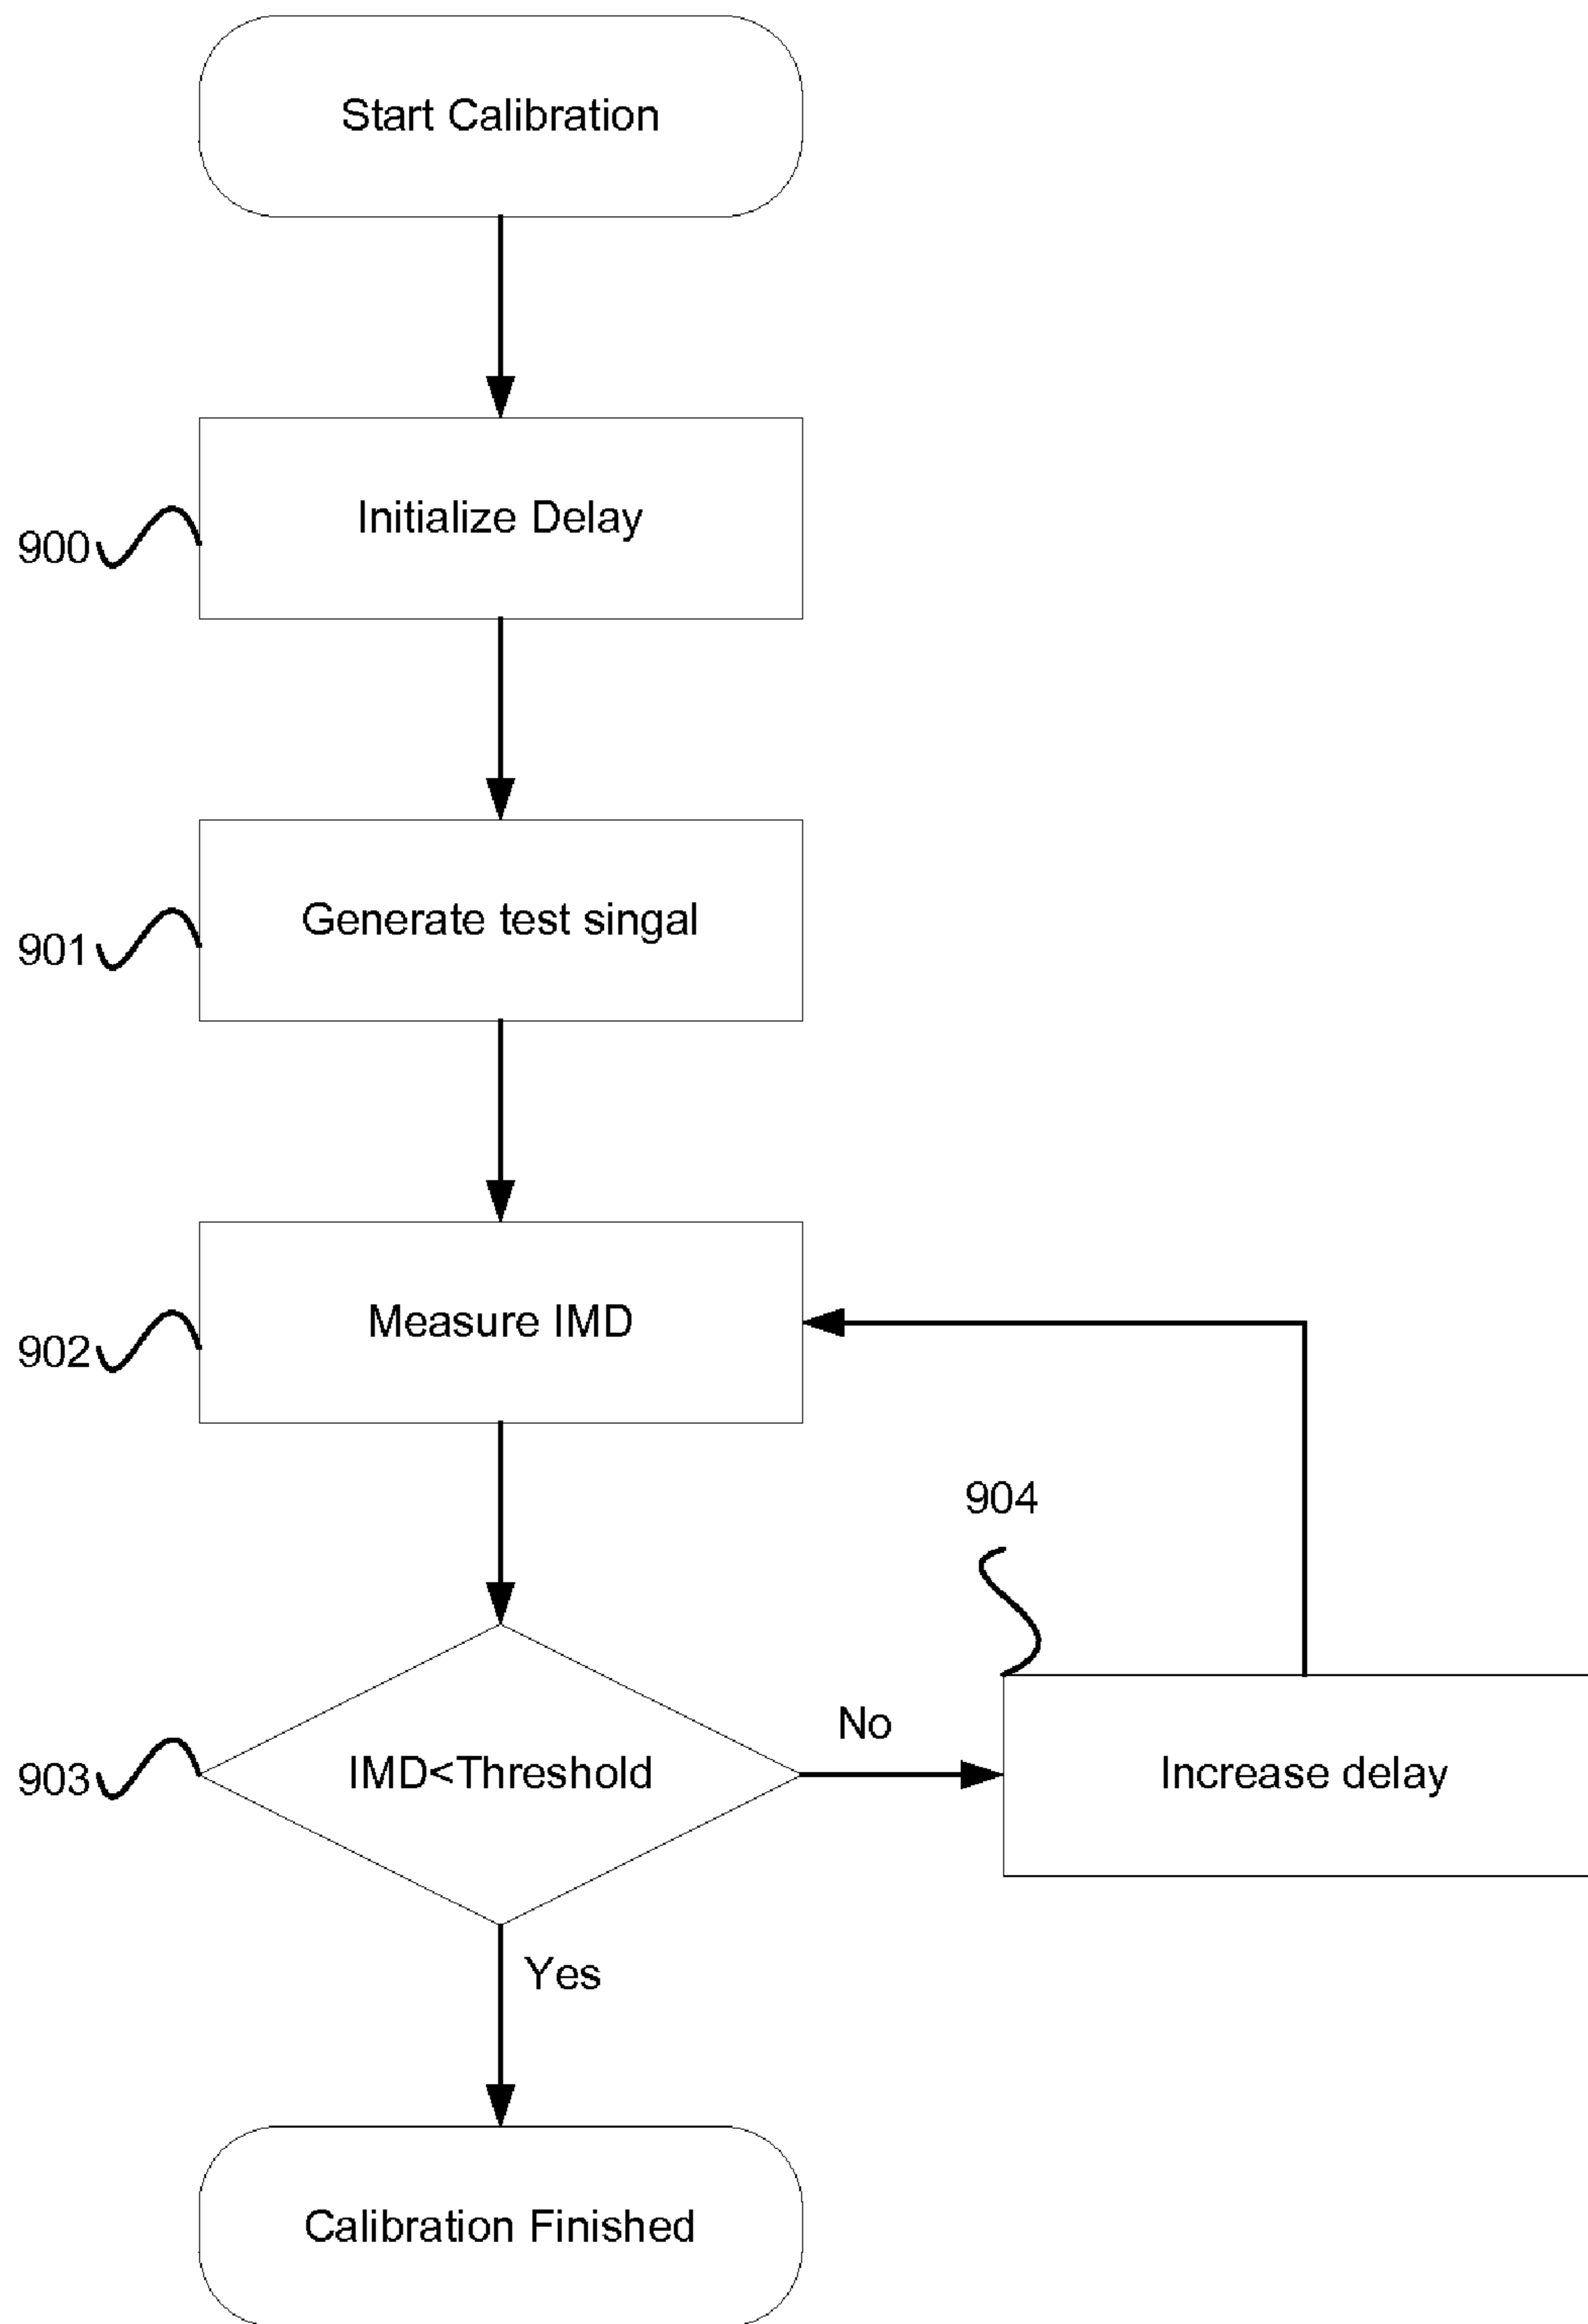 Start Calibration
Initialize Delay
900
Generate test singal
901
Measure IMD
902
904
No
IMD<Threshold
Increase delay
903
Yes
Calibration Finished